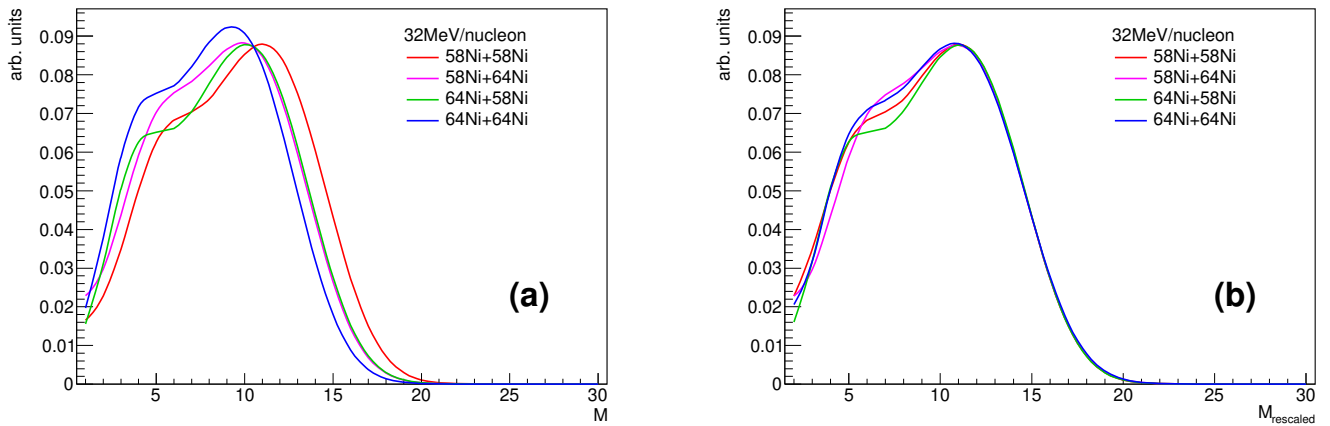 arb. units
0.09
0.08
0.07
0.06
0.05
0.04
0.03
0.02
0.01
0
5
10
15
20
25
30
M
32MeV/nucleon
58Ni+58Ni
58Ni+64Ni
64Ni+58Ni
64Ni+64Ni
(a)
arb. units
0.09
0.08
0.07
0.06
0.05
0.04
0.03
0.02
0.01
0
5
10
15
20
25
30
M rescaled
32MeV/nucleon
58Ni+58Ni
58Ni+64Ni
64Ni+58Ni
64Ni+64Ni
(b)